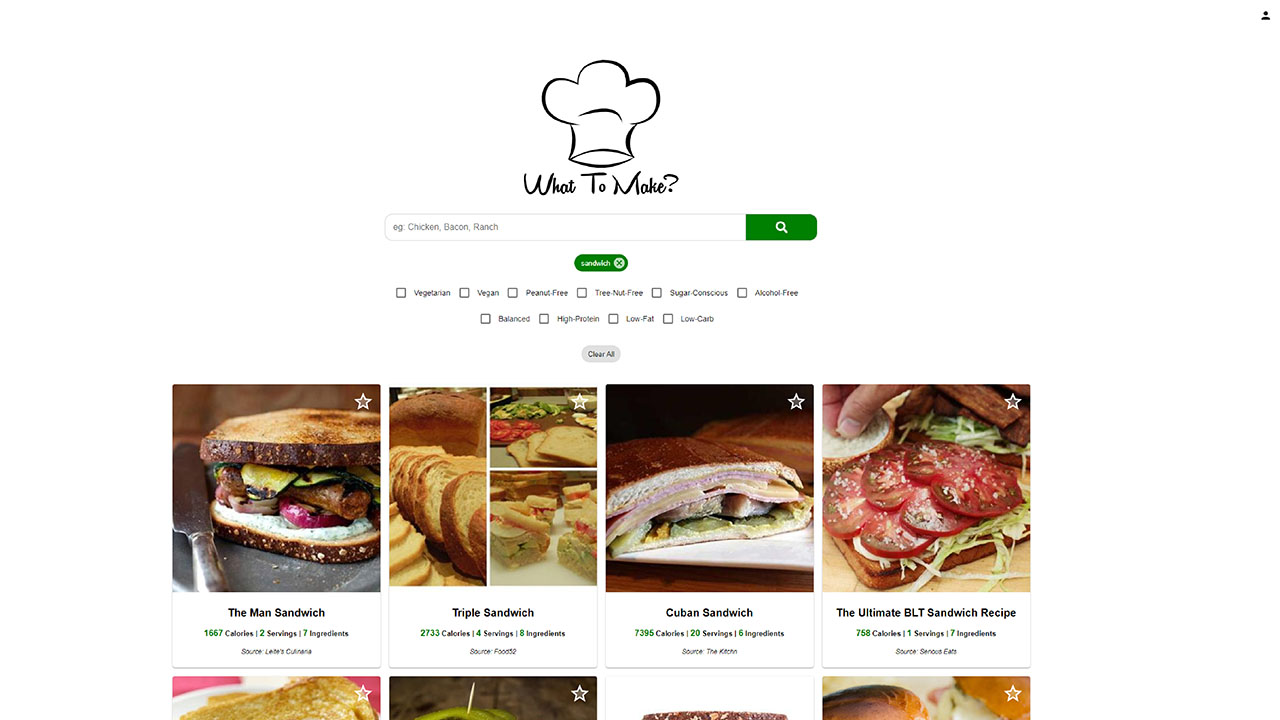 What To Make?
eg: Chicken, Bacon, Ranch
sandwich
Vegetarian Vegan Peanut-Free Tree-Nut-Free Sugar-Conscious Alcohol-Free
Balanced High-Protein Low-Fat Low-Carb
Clear All
The Man Sandwich
1667 Calories | 2 Servings | 7 Ingredients
Source: Leite's Culinaria
Triple Sandwich
2733 Calories | 4 Servings | 8 Ingredients
Source: Food52
Cuban Sandwich
7395 Calories | 20 Servings | 6 Ingredients
Source: The Kitchn
The Ultimate BLT Sandwich Recipe
758 Calories | 1 Servings | 7 Ingredients
Source: Serious Eats